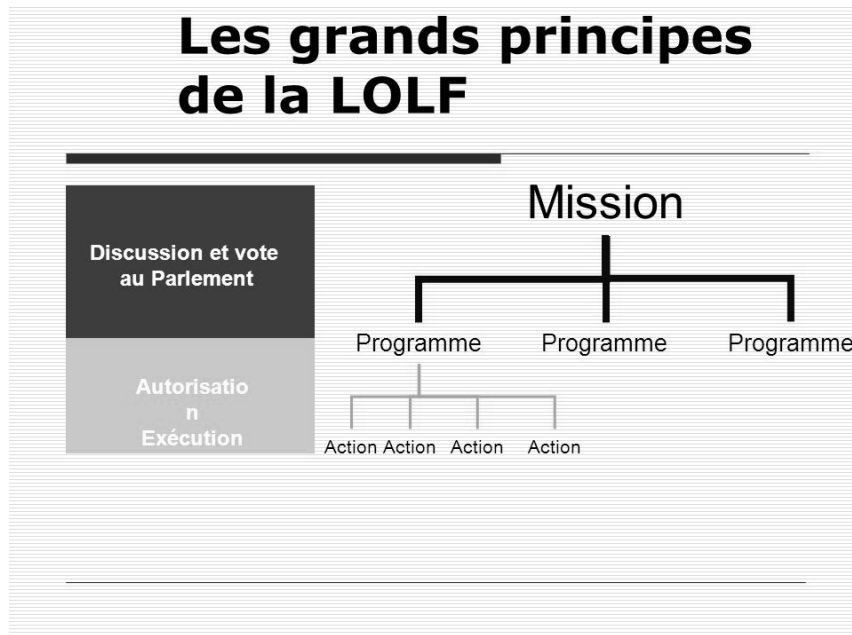 Les grands principes
de la LOLF
Mission
Discussion et vote
au Parlement
Programme Programme Programme
Autorisatio
n
Exécution
Action Action Action Action